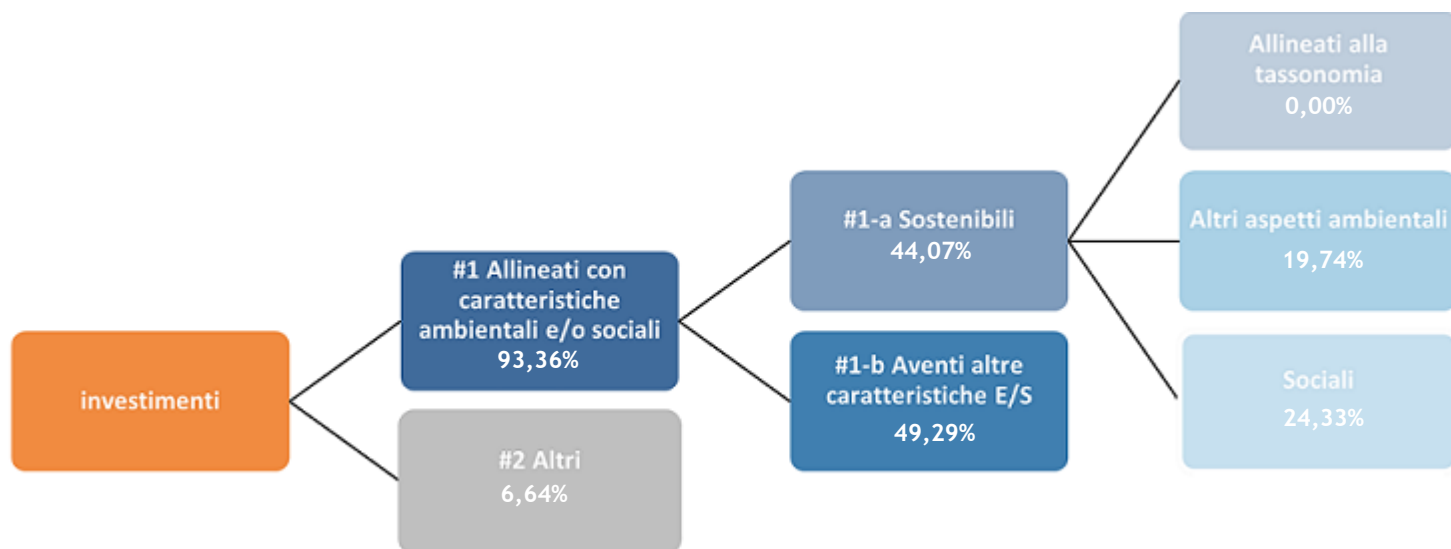 investimenti
#1 Allineati con
caratteristiche
ambientali e/o sociali
93,36%
#2 Altri
6,64%
#1-a Sostenibili
44,07%
#1-b Aventi altre
caratteristiche E/S
49,29%
Allineati alla
tassonomia
0,00%
Altri aspetti ambientali
19,74%
Sociali
24,33%